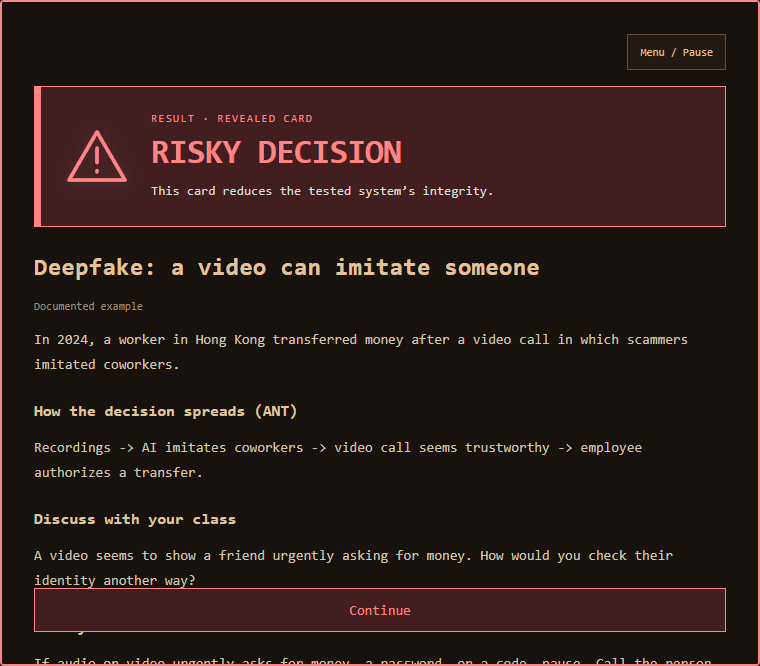 Menu / Pause
RESULT · REVEALED CARD
RISKY DECISION
This card reduces the tested system’s integrity.
Deepfake: a video can imitate someone
Documented example
In 2024, a worker in Hong Kong transferred money after a video call in which scammers
imitated coworkers.
How the decision spreads (ANT)
Recordings -> AI imitates coworkers -> video call seems trustworthy -> employee
authorizes a transfer.
Discuss with your class
A video seems to show a friend urgently asking for money. How would you check their
identity another way?
Continue
If audio or video urgently asks for money, a password, or a code, pause. Call the person